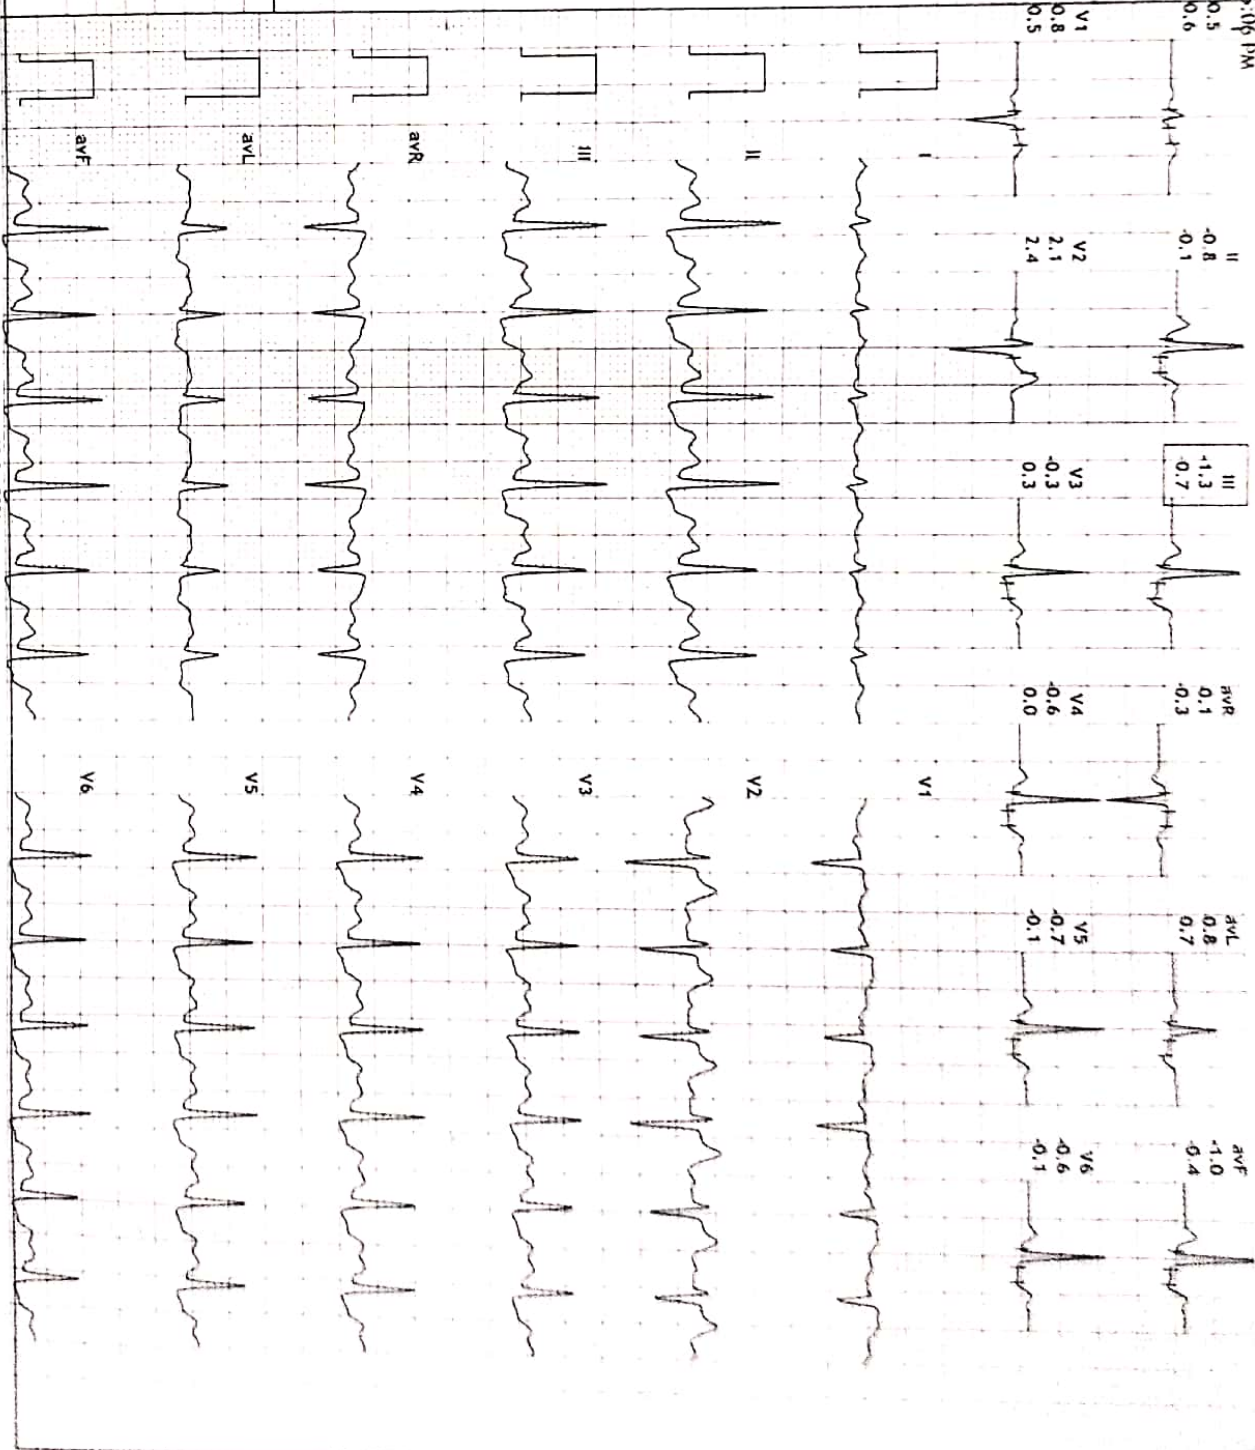 :06 PM
II III avR avL avF
0.5 -0.8 -1.3 0.1 0.8 -1.0
0.6 -0.1 -0.7 -0.3 0.7 -0.4
V1 V2 V3 V4 V5 V6
0.8 2.1 -0.3 -0.6 -0.7 -0.6
0.5 2.4 0.3 0.0 -0.1 -0.1
I V1
II V2
III V3
avR V4
avL V5
avF V6